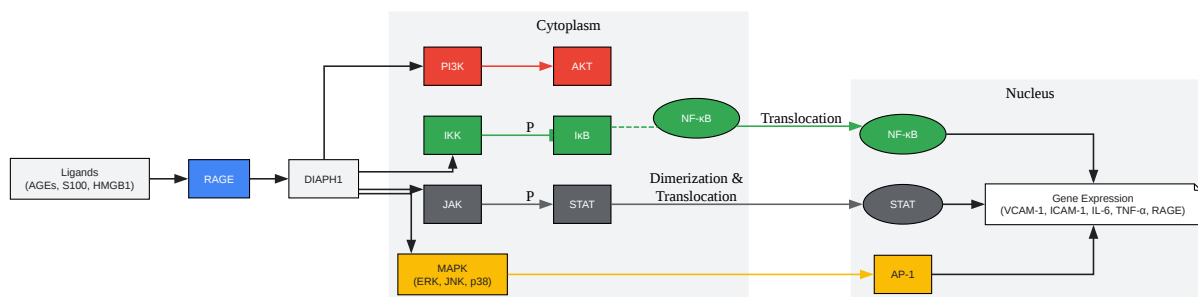 Cytoplasm
Nucleus
PI3K
AKT
IKK
P
IκB
NF-κB
Translocation
NF-κB
Ligands
(AGEs, S100, HMGB1)
RAGE
DIAPH1
JAK
P
STAT
Dimerization &
Translocation
STAT
Gene Expression
(VCAM-1, ICAM-1, IL-6, TNF-α, RAGE)
MAPK
(ERK, JNK, p38)
AP-1